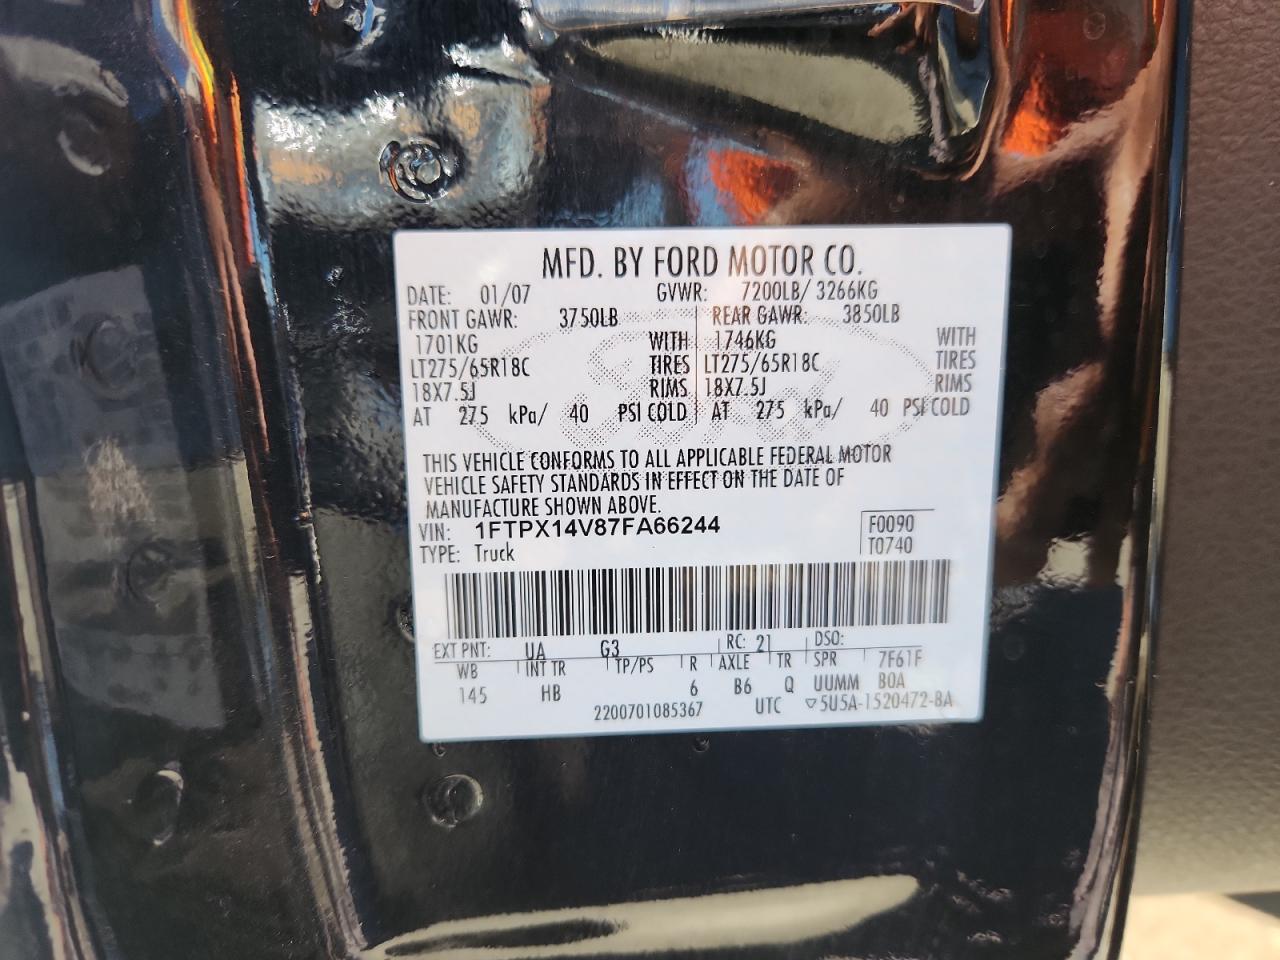 MFD. BY FORD MOTOR CO.
DATE: 01/07 GVWR: 7200LB/ 3266KG
FRONT GAWR: 3750LB REAR GAWR: 3850LB
1701KG WITH 1746KG WITH
LT275/65R18C TIRES LT275/65R18C TIRES
18X7.5J RIMS 18X7.5J RIMS
AT 275 kPa/ 40 PSI COLD AT 275 kPa/ 40 PSI COLD
THIS VEHICLE CONFORMS TO ALL APPLICABLE FEDERAL MOTOR
VEHICLE SAFETY STANDARDS IN EFFECT ON THE DATE OF
MANUFACTURE SHOWN ABOVE.
VIN: 1FTPX14V87FA66244 F0090
TYPE: Truck T0740
EXT PNT: UA G3 RC: 21 DSO:
WB INT TR TP/PS R AXLE TR SPR 7F61F
145 HB 6 B6 Q UUMM BOA
2200701085367 UTC ▽5U5A-1520472-BA